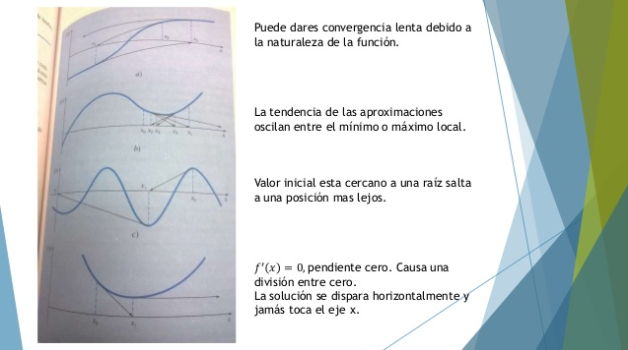 Puede dares convergencia lenta debido a
la naturaleza de la función.
a)
La tendencia de las aproximaciones
oscilan entre el mínimo o máximo local.
b)
Valor inicial esta cercano a una raíz salta
a una posición mas lejos.
c)
f'(x) = 0, pendiente cero. Causa una
división entre cero.
La solución se dispara horizontalmente y
jamás toca el eje x.